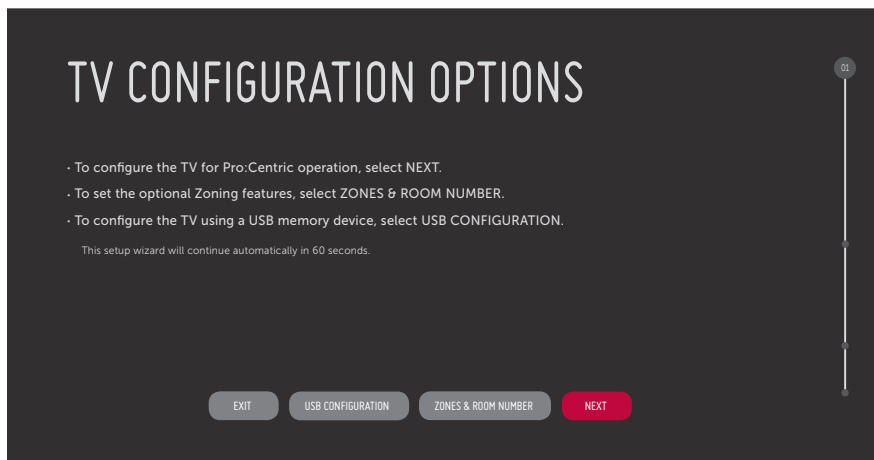 TV CONFIGURATION OPTIONS
01
· To configure the TV for Pro:Centric operation, select NEXT.
· To set the optional Zoning features, select ZONES & ROOM NUMBER.
· To configure the TV using a USB memory device, select USB CONFIGURATION.
This setup wizard will continue automatically in 60 seconds.
EXIT USB CONFIGURATION ZONES & ROOM NUMBER NEXT